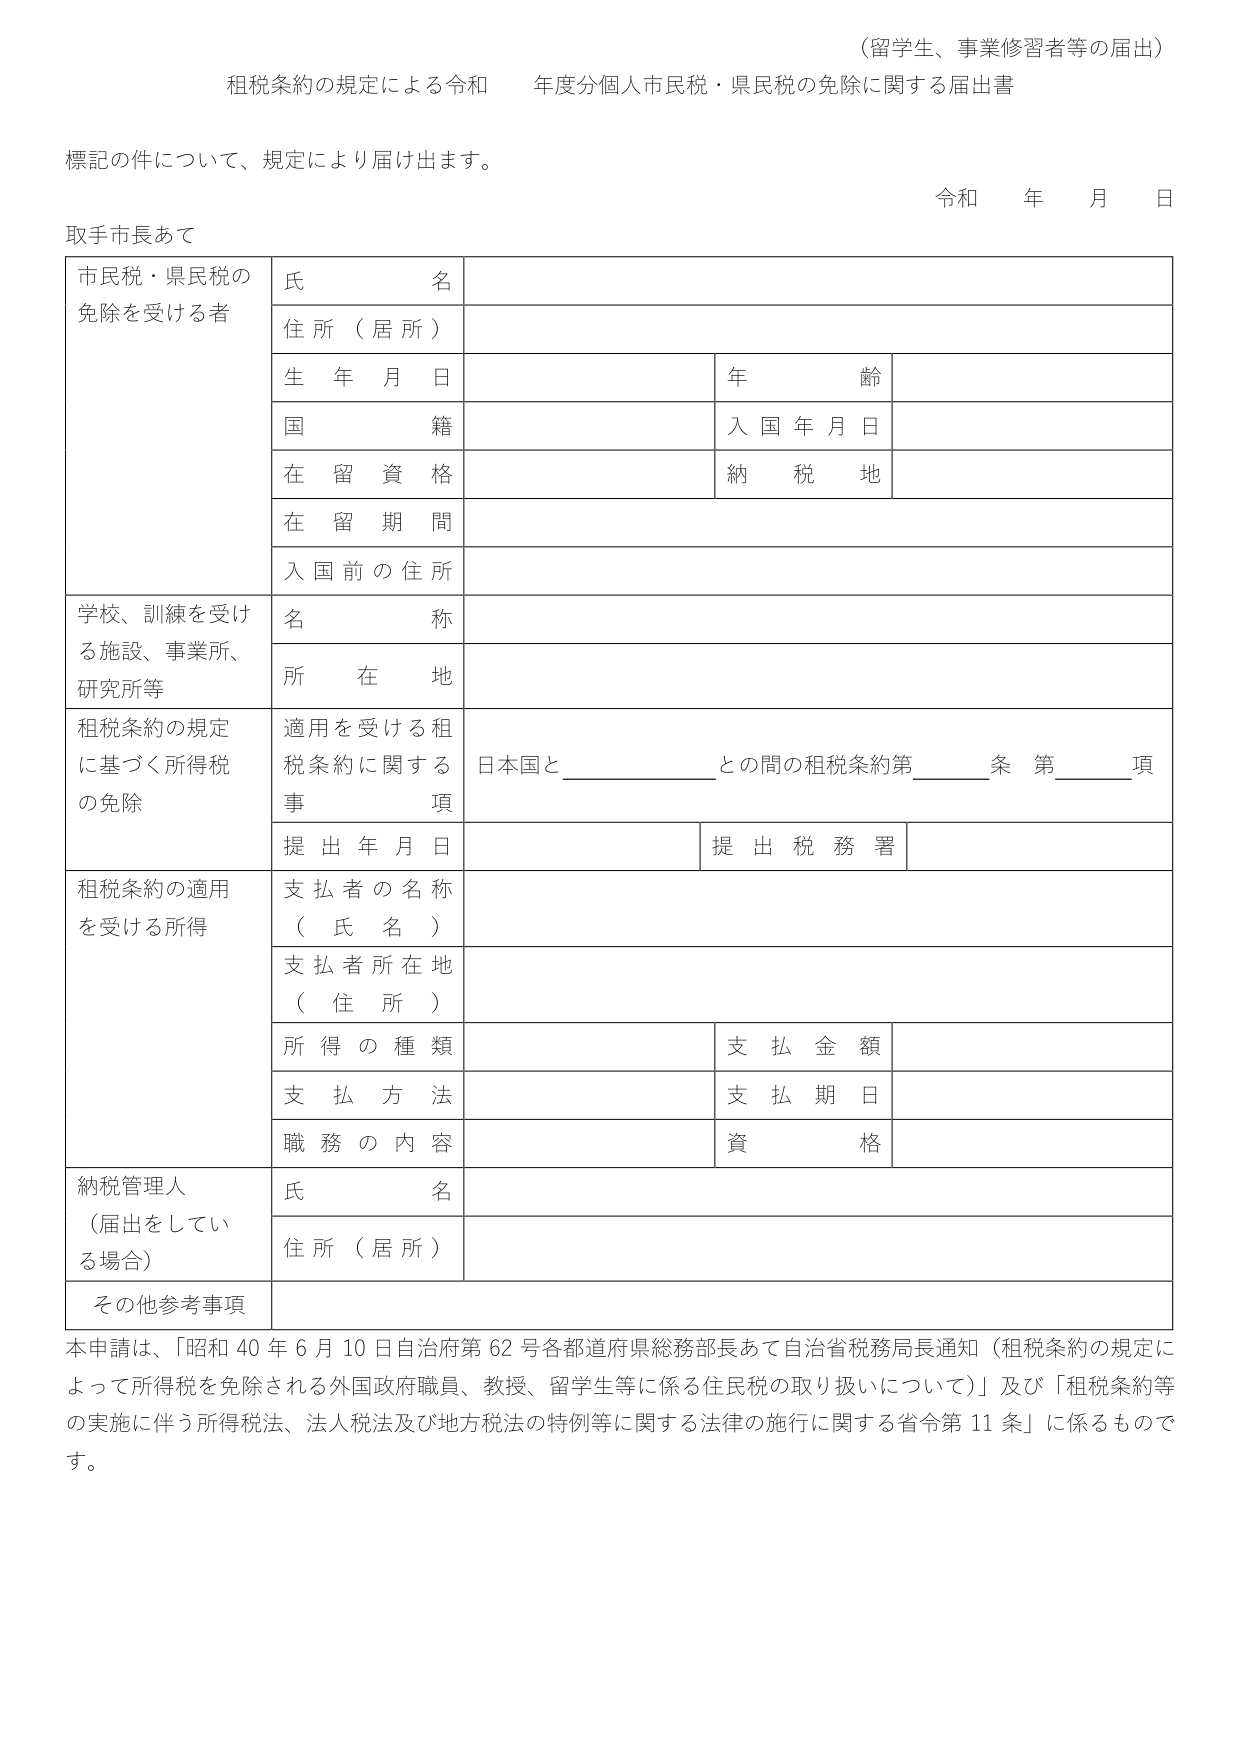 （留学生、事業修習者等の届出）
租税条約の規定による令和　　年度分個人市民税・県民税の免除に関する届出書
標記の件について、規定により届け出ます。
令和　　年　　月　　日
取手市長あて
市民税・県民税の
免除を受ける者
氏名
住所（居所）
生年月日
年齢
国籍
入国年月日
在留資格
納税地
在留期間
入国前の住所
学校、訓練を受け
る施設、事業所、
研究所等
名称
所在地
租税条約の規定
に基づく所得税
の免除
適用を受ける租
税条約に関する
事項
日本国と＿＿＿＿＿＿＿との間の租税条約第＿＿＿条　第＿＿＿項
提出年月日
提出税務署
租税条約の適用
を受ける所得
支払者の名称
（氏名）
支払者所在地
（住所）
所得の種類
支払金額
支払方法
支払期日
職務の内容
資格
納税管理人
（届出をしてい
る場合）
氏名
住所（居所）
その他参考事項
本申請は、「昭和 40 年 6 月 10 日自治府第 62 号各都道府県総務部長あて自治省税務局長通知（租税条約の規定に
よって所得税を免除される外国政府職員、教授、留学生等に係る住民税の取り扱いについて）」及び「租税条約等
の実施に伴う所得税法、法人税法及び地方税法の特例等に関する法律の施行に関する省令第 11 条」に係るもので
す。